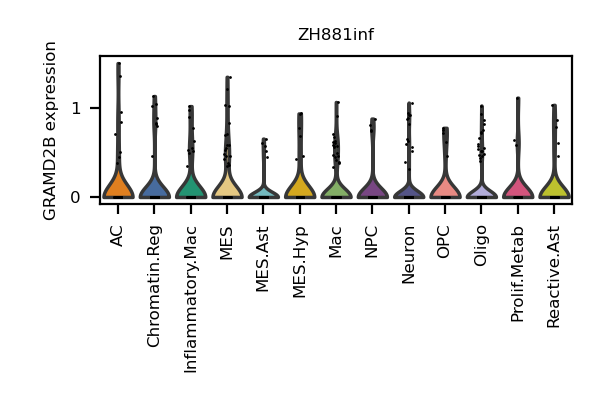 ZH881inf
GRAMD2B expression
1
0
AC
Chromatin.Reg
Inflammatory.Mac
MES
MES.Ast
MES.Hyp
Mac
NPC
Neuron
OPC
Oligo
Prolif.Metab
Reactive.Ast